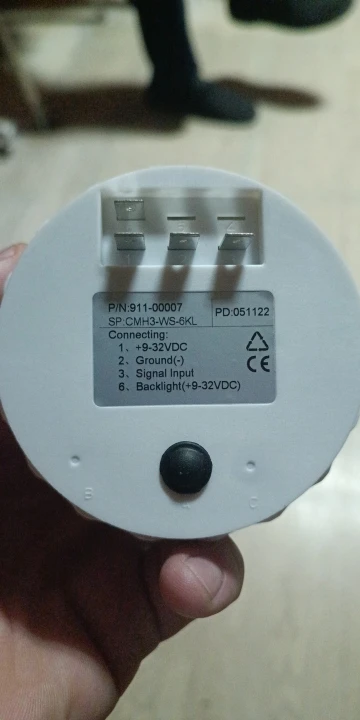 P/N:911-00007 PD:051122
SP:CMH3-WS-6KL
Connecting:
1、+9-32VDC
2、Ground(-)
3、Signal Input
6、Backlight(+9-32VDC)
CE
B C